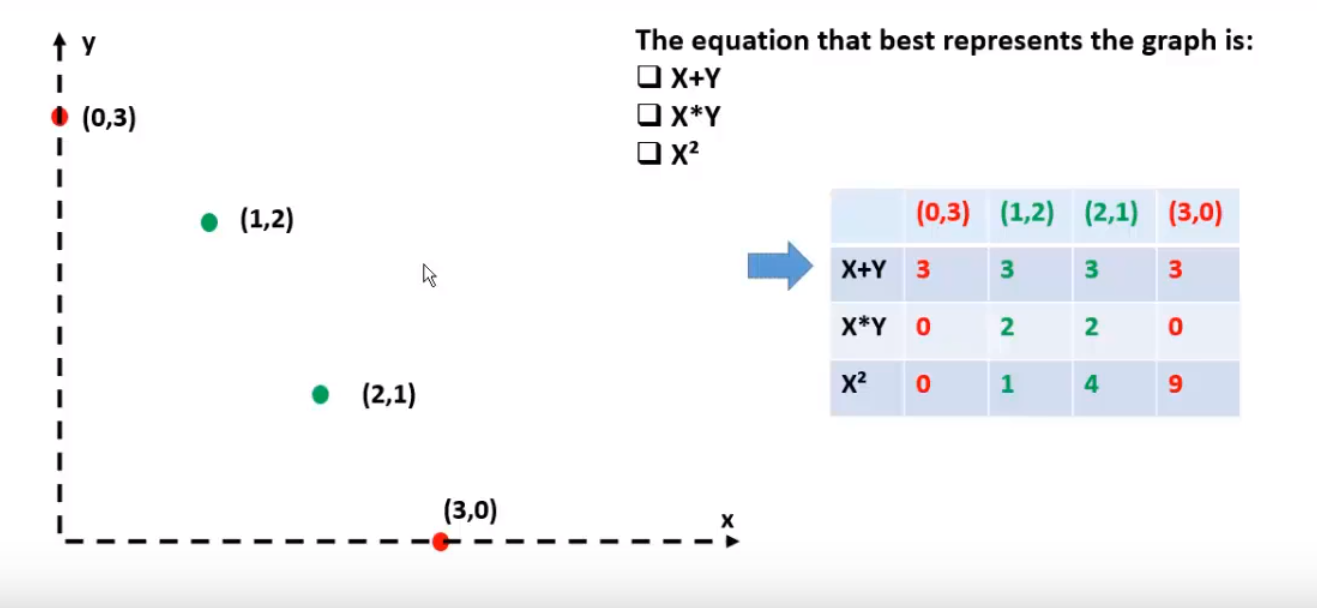 y
(0,3)
(1,2)
(2,1)
(3,0)
x
The equation that best represents the graph is:
❑ X+Y
❑ X*Y
❑ X²
(0,3) (1,2) (2,1) (3,0)
X+Y 3 3 3 3
X*Y 0 2 2 0
X² 0 1 4 9